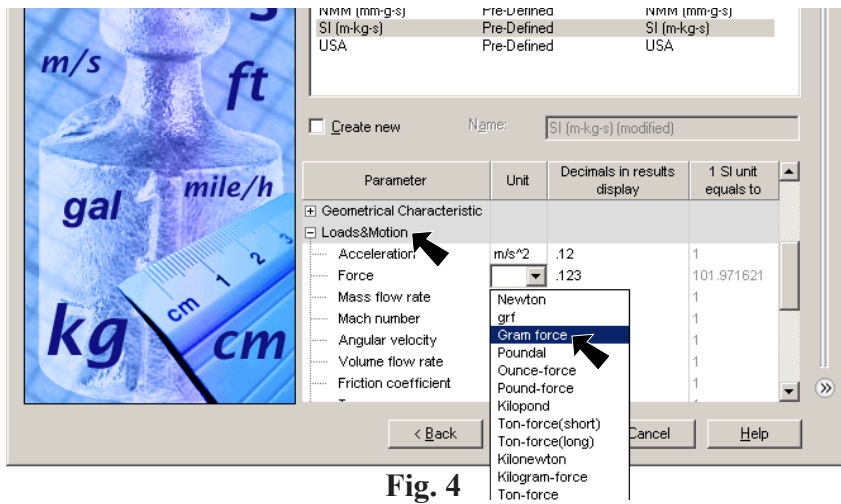 NMM (mm-g-s) Pre-Defined NMM (mm-g-s)
SI (m-kg-s) Pre-Defined SI (m-kg-s)
USA Pre-Defined USA
m/s
ft
gal
mile/h
kg
cm
cm 1 2 3
Create new Name: SI (m-kg-s) (modified)
Parameter Unit Decimals in results display 1 SI unit equals to
Geometrical Characteristic
Loads&Motion
Acceleration m/s^2 .12 1
Force .123 101.971621
Mass flow rate 1
Mach number 1
Angular velocity 1
Volume flow rate 1
Friction coefficient 1
Newton
grf
Gram force
Poundal
Ounce-force
Pound-force
Kilopond
Ton-force(short)
Ton-force(long)
Kilonewton
Kilogram-force
Ton-force
< Back Cancel Help
Fig. 4